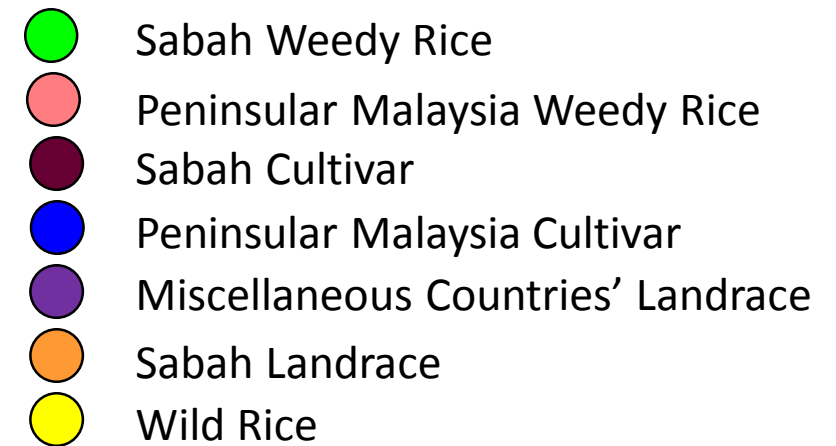 Sabah Weedy Rice
Peninsular Malaysia Weedy Rice
Sabah Cultivar
Peninsular Malaysia Cultivar
Miscellaneous Countries’ Landrace
Sabah Landrace
Wild Rice